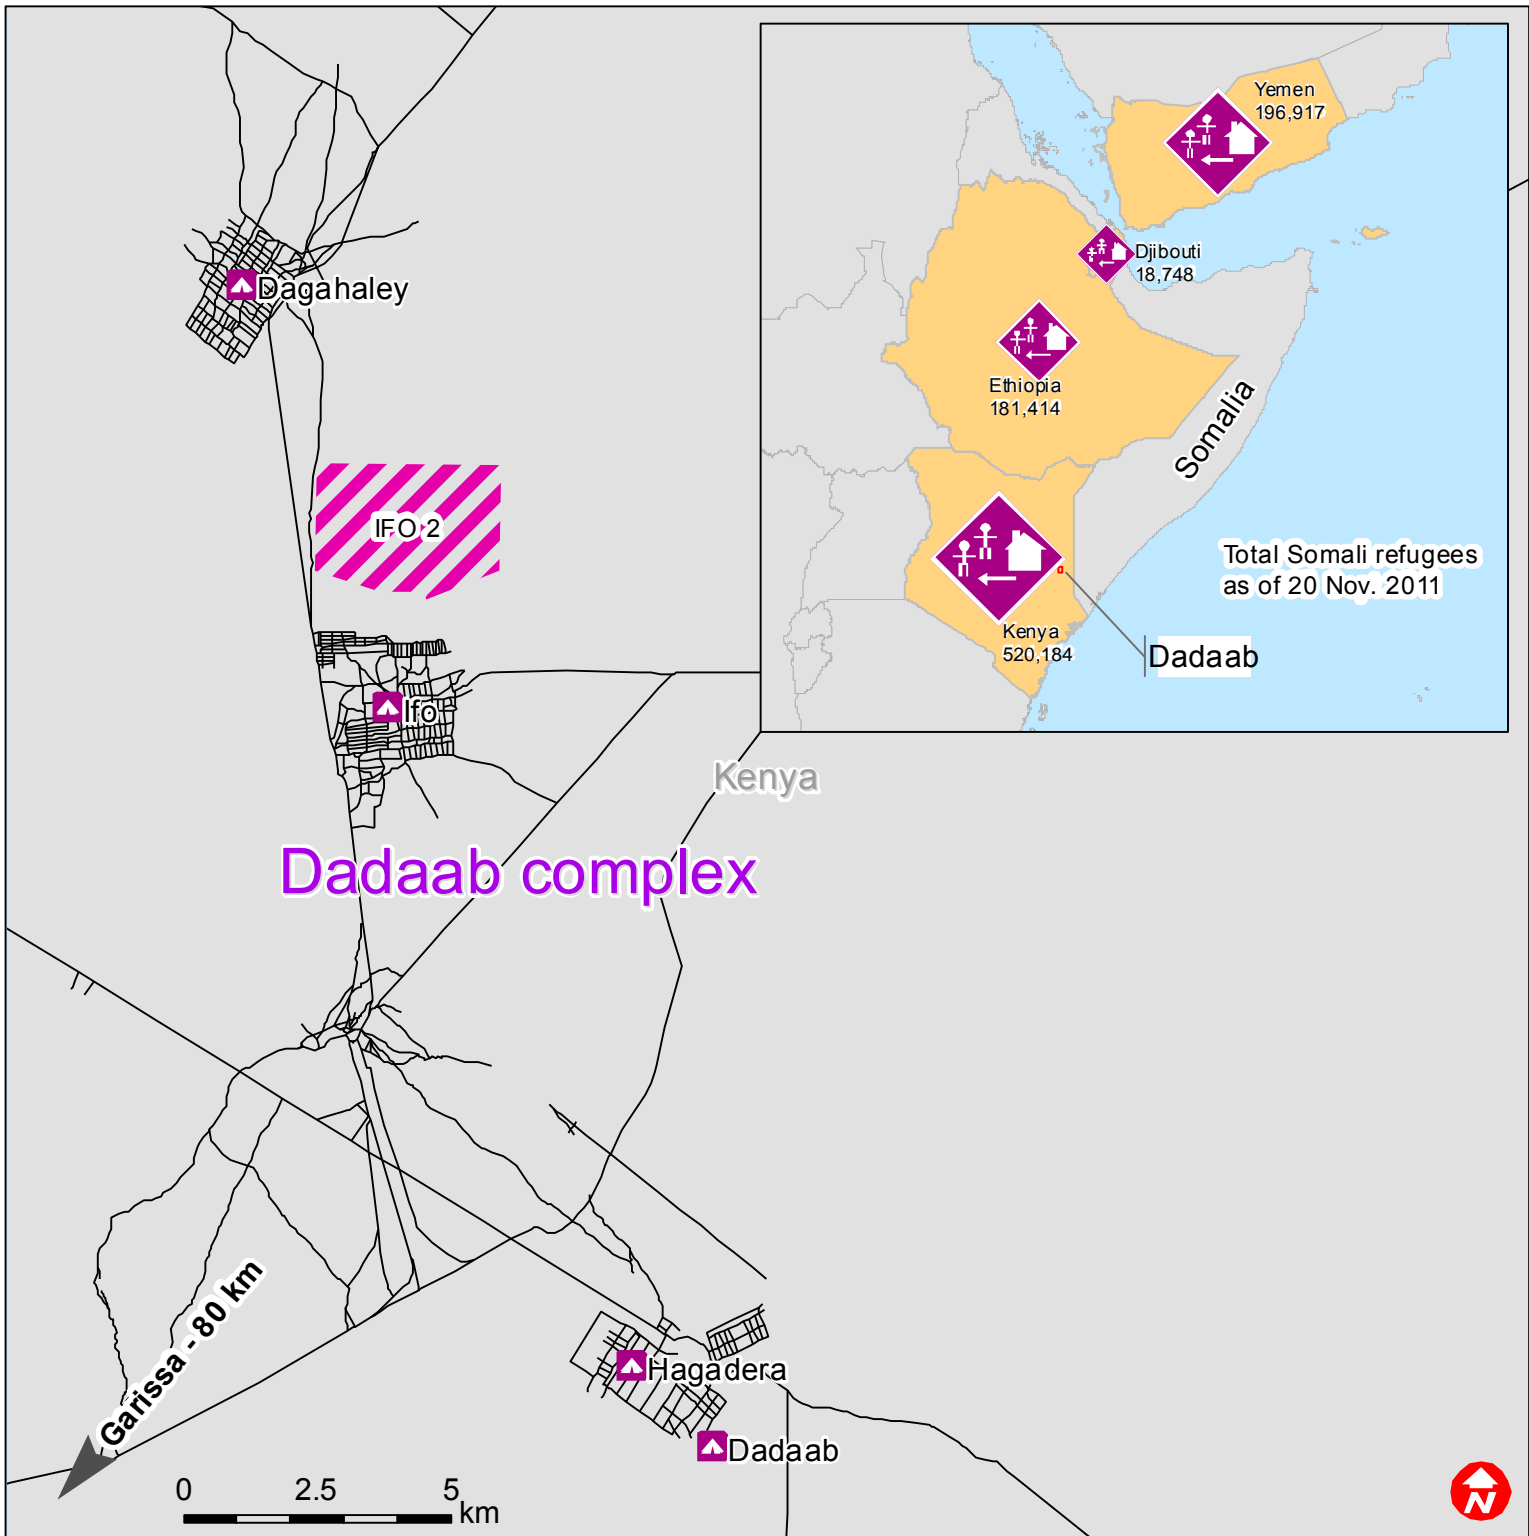 Yemen
196,917
Djibouti
18,748
Ethiopia
181,414
Somalia
Total Somali refugees
as of 20 Nov. 2011
Kenya
520,184
Dadaab
Dagahaley
IFO 2
Ifo
Kenya
Dadaab complex
Garissa - 80 km
Hagadera
Dadaab
0 2.5 5
km
N